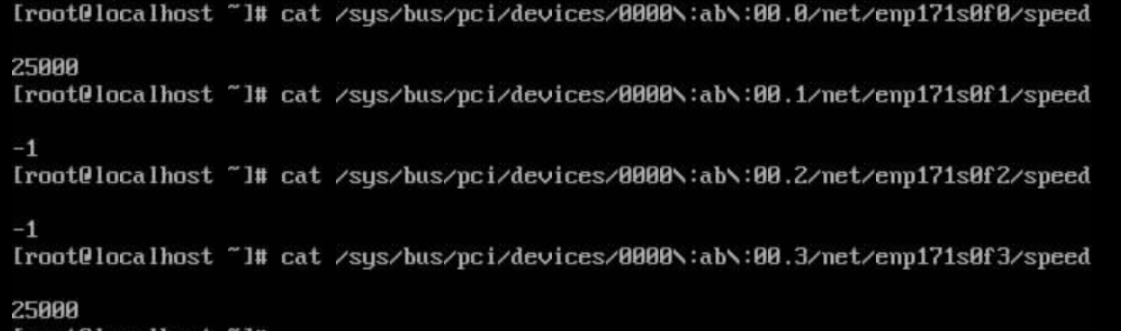 [root@localhost ~]# cat /sys/bus/pci/devices/0000\:ab\:00.0/net/enp171s0f0/speed
25000
[root@localhost ~]# cat /sys/bus/pci/devices/0000\:ab\:00.1/net/enp171s0f1/speed
-1
[root@localhost ~]# cat /sys/bus/pci/devices/0000\:ab\:00.2/net/enp171s0f2/speed
-1
[root@localhost ~]# cat /sys/bus/pci/devices/0000\:ab\:00.3/net/enp171s0f3/speed
25000